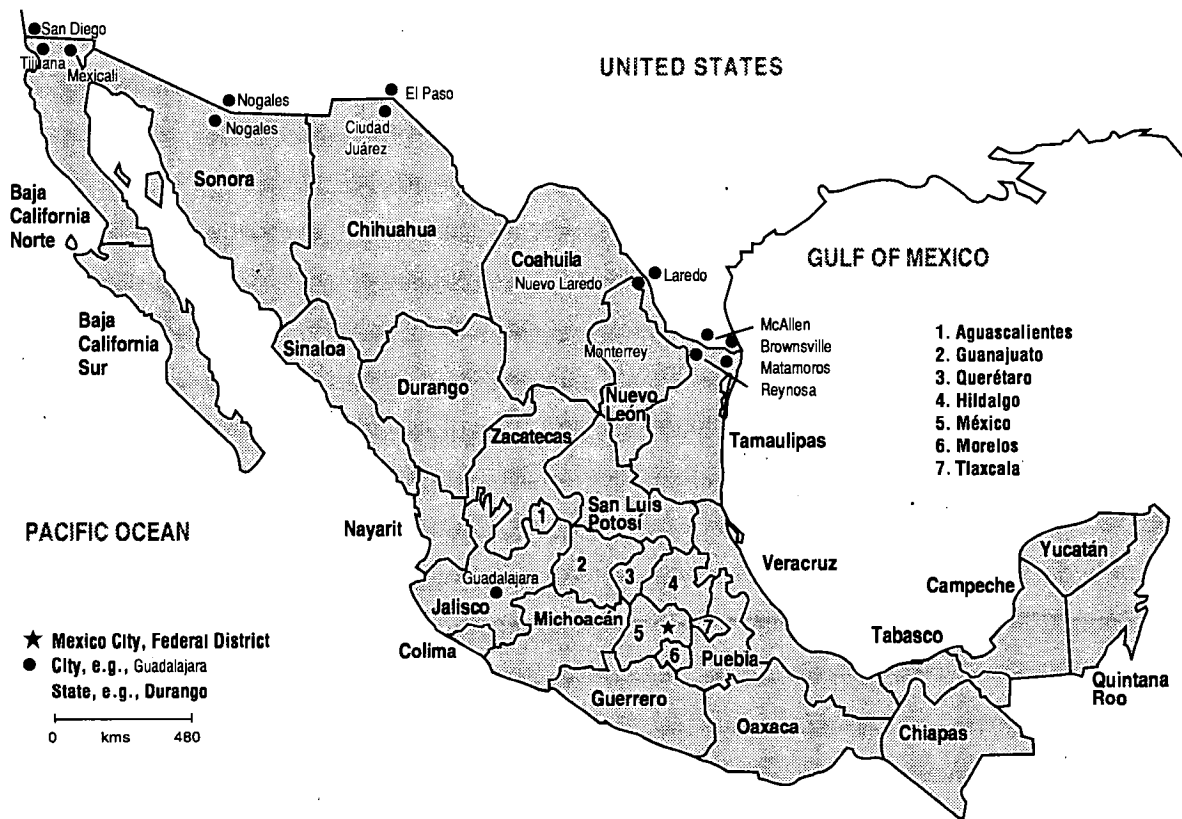 San Diego
Tijuana
Mexicali
UNITED STATES
Nogales
Nogales
El Paso
Ciudad
Juárez
Sonora
Baja
California
Norte
Chihuahua
Coahuila
Nuevo Laredo
Laredo
GULF OF MEXICO
Baja
California
Sur
Sinaloa
Durango
Monterrey
McAllen
Brownsville
Matamoros
Reynosa
Nuevo
León
Zacatecas
Tamaulipas
1. Aguascalientes
2. Guanajuato
3. Querétaro
4. Hildalgo
5. México
6. Morelos
7. Tlaxcala
PACIFIC OCEAN
Nayarit
1
San Luis
Potosí
2
3
4
Veracruz
Yucatán
Campeche
Guadalajara
Jalisco
Michoacán
5
7
6
Puebla
Colima
Guerrero
Oaxaca
Tabasco
Chiapas
Quintana
Roo
★ Mexico City, Federal District
● City, e.g., Guadalajara
State, e.g., Durango
0 kms 480